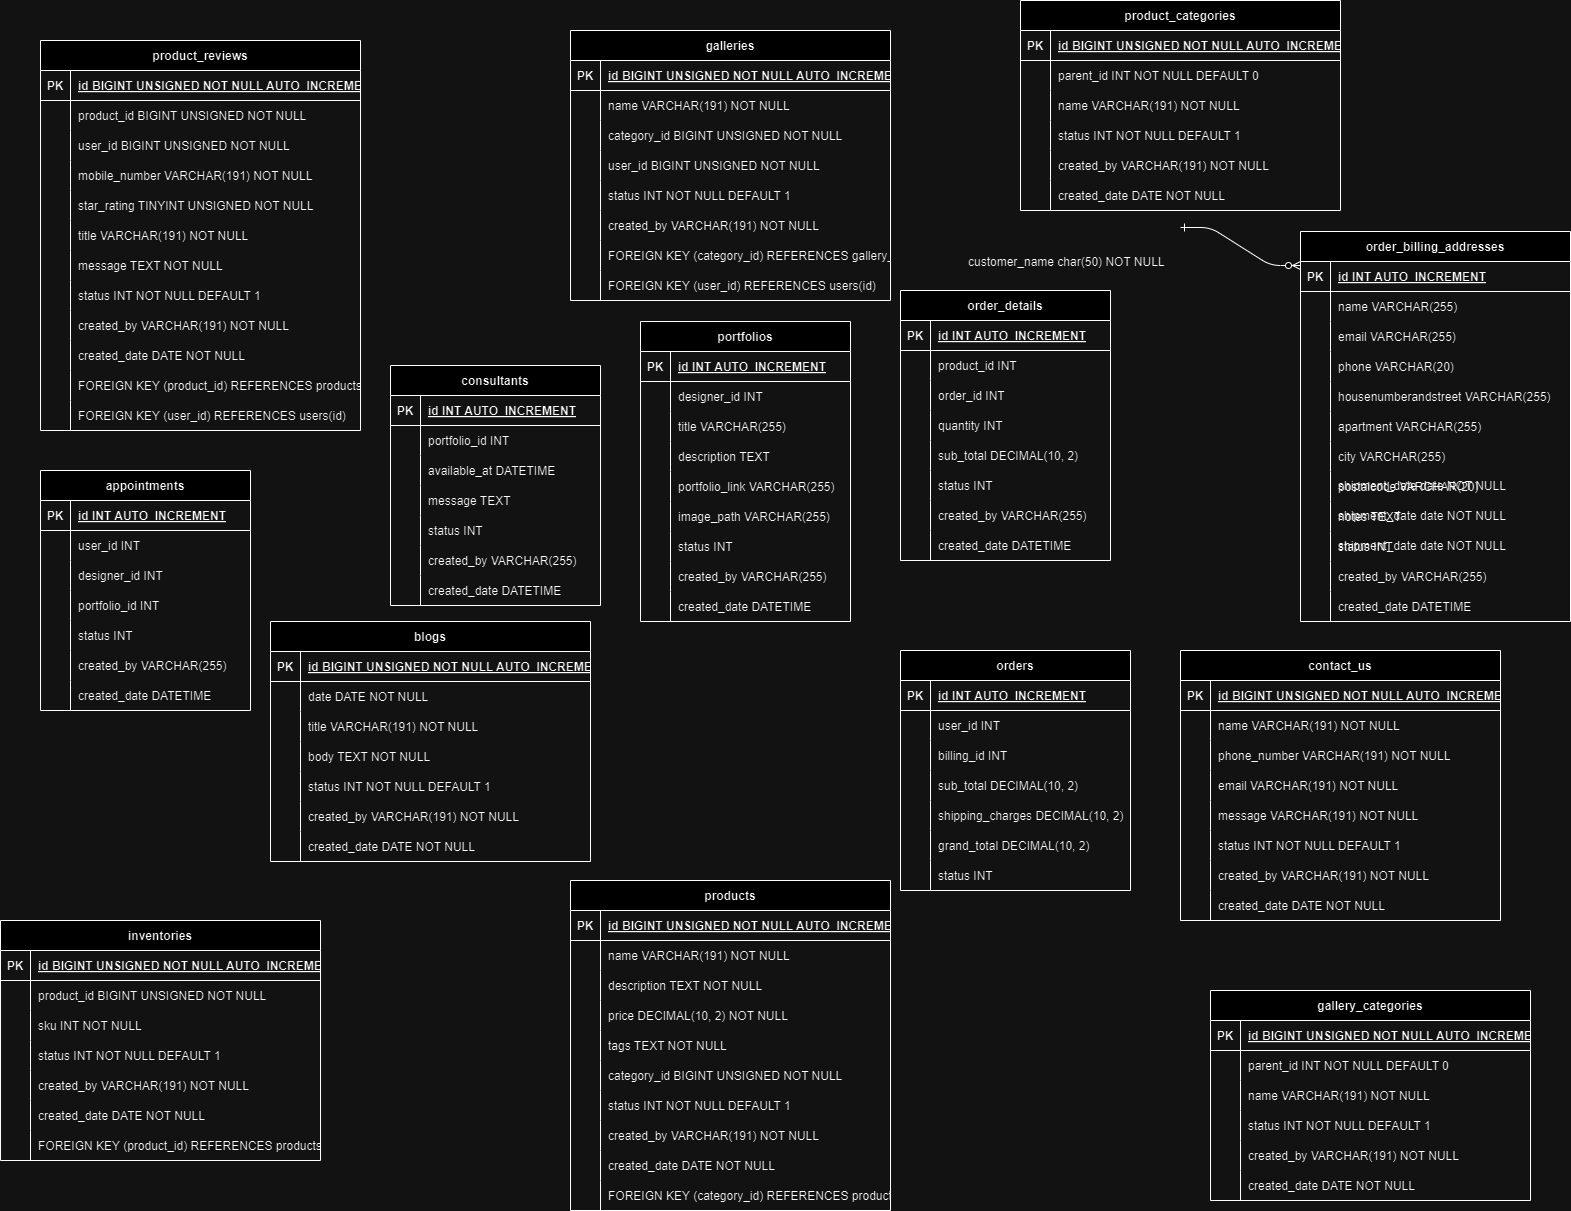 product_reviews
PK id BIGINT UNSIGNED NOT NULL AUTO_INCREME
product_id BIGINT UNSIGNED NOT NULL
user_id BIGINT UNSIGNED NOT NULL
mobile_number VARCHAR(191) NOT NULL
star_rating TINYINT UNSIGNED NOT NULL
title VARCHAR(191) NOT NULL
message TEXT NOT NULL
status INT NOT NULL DEFAULT 1
created_by VARCHAR(191) NOT NULL
created_date DATE NOT NULL
FOREIGN KEY (product_id) REFERENCES products
FOREIGN KEY (user_id) REFERENCES users(id)
galleries
PK id BIGINT UNSIGNED NOT NULL AUTO_INCREME
name VARCHAR(191) NOT NULL
category_id BIGINT UNSIGNED NOT NULL
user_id BIGINT UNSIGNED NOT NULL
status INT NOT NULL DEFAULT 1
created_by VARCHAR(191) NOT NULL
FOREIGN KEY (category_id) REFERENCES gallery_
FOREIGN KEY (user_id) REFERENCES users(id)
product_categories
PK id BIGINT UNSIGNED NOT NULL AUTO_INCREME
parent_id INT NOT NULL DEFAULT 0
name VARCHAR(191) NOT NULL
status INT NOT NULL DEFAULT 1
created_by VARCHAR(191) NOT NULL
created_date DATE NOT NULL
customer_name char(50) NOT NULL
order_billing_addresses
PK id INT AUTO_INCREMENT
name VARCHAR(255)
email VARCHAR(255)
phone VARCHAR(20)
housenumberandstreet VARCHAR(255)
apartment VARCHAR(255)
city VARCHAR(255)
postalcode VARCHAR(20)
shipment_date date NOT NULL
notes TEXT
shipment_date date NOT NULL
status INT
shipment_date date NOT NULL
created_by VARCHAR(255)
created_date DATETIME
order_details
PK id INT AUTO_INCREMENT
product_id INT
order_id INT
quantity INT
sub_total DECIMAL(10, 2)
status INT
created_by VARCHAR(255)
created_date DATETIME
portfolios
PK id INT AUTO_INCREMENT
designer_id INT
title VARCHAR(255)
description TEXT
portfolio_link VARCHAR(255)
image_path VARCHAR(255)
status INT
created_by VARCHAR(255)
created_date DATETIME
consultants
PK id INT AUTO_INCREMENT
portfolio_id INT
available_at DATETIME
message TEXT
status INT
created_by VARCHAR(255)
created_date DATETIME
appointments
PK id INT AUTO_INCREMENT
user_id INT
designer_id INT
portfolio_id INT
status INT
created_by VARCHAR(255)
created_date DATETIME
blogs
PK id BIGINT UNSIGNED NOT NULL AUTO_INCREME
date DATE NOT NULL
title VARCHAR(191) NOT NULL
body TEXT NOT NULL
status INT NOT NULL DEFAULT 1
created_by VARCHAR(191) NOT NULL
created_date DATE NOT NULL
orders
PK id INT AUTO_INCREMENT
user_id INT
billing_id INT
sub_total DECIMAL(10, 2)
shipping_charges DECIMAL(10, 2)
grand_total DECIMAL(10, 2)
status INT
contact_us
PK id BIGINT UNSIGNED NOT NULL AUTO_INCREME
name VARCHAR(191) NOT NULL
phone_number VARCHAR(191) NOT NULL
email VARCHAR(191) NOT NULL
message VARCHAR(191) NOT NULL
status INT NOT NULL DEFAULT 1
created_by VARCHAR(191) NOT NULL
created_date DATE NOT NULL
products
PK id BIGINT UNSIGNED NOT NULL AUTO_INCREME
name VARCHAR(191) NOT NULL
description TEXT NOT NULL
price DECIMAL(10, 2) NOT NULL
tags TEXT NOT NULL
category_id BIGINT UNSIGNED NOT NULL
status INT NOT NULL DEFAULT 1
created_by VARCHAR(191) NOT NULL
created_date DATE NOT NULL
FOREIGN KEY (category_id) REFERENCES product
inventories
PK id BIGINT UNSIGNED NOT NULL AUTO_INCREME
product_id BIGINT UNSIGNED NOT NULL
sku INT NOT NULL
status INT NOT NULL DEFAULT 1
created_by VARCHAR(191) NOT NULL
created_date DATE NOT NULL
FOREIGN KEY (product_id) REFERENCES products
gallery_categories
PK id BIGINT UNSIGNED NOT NULL AUTO_INCREME
parent_id INT NOT NULL DEFAULT 0
name VARCHAR(191) NOT NULL
status INT NOT NULL DEFAULT 1
created_by VARCHAR(191) NOT NULL
created_date DATE NOT NULL